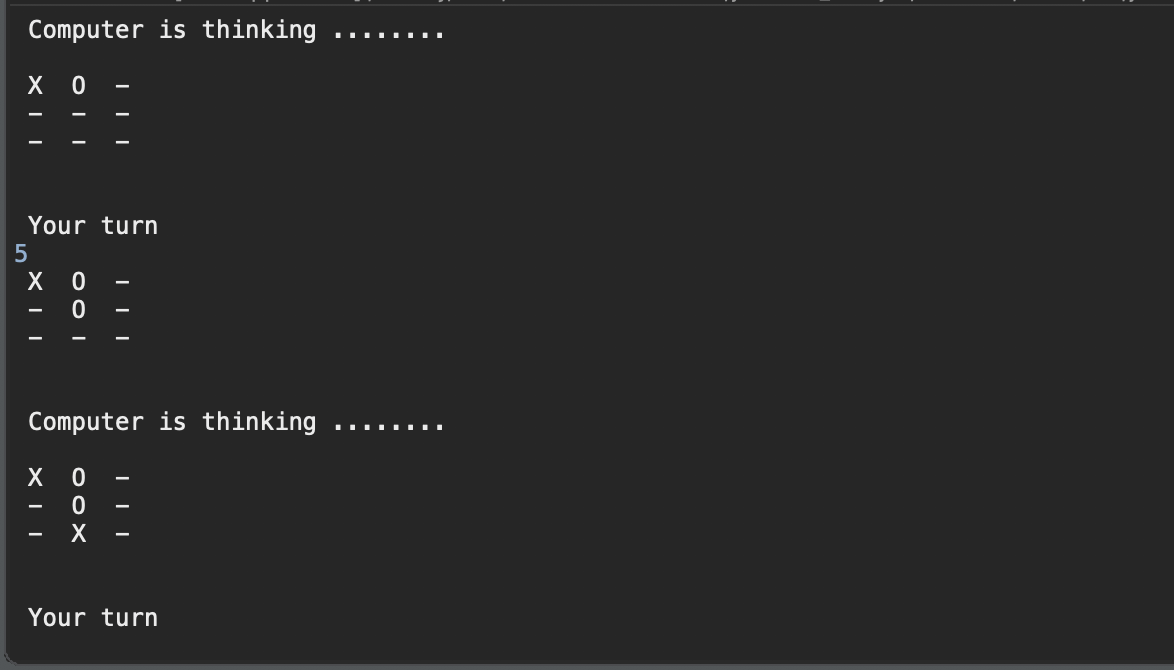 Computer is thinking ........
X O –
– – –
– – –
Your turn
5
X O –
– O –
– – –
Computer is thinking ........
X O –
– O –
– X –
Your turn